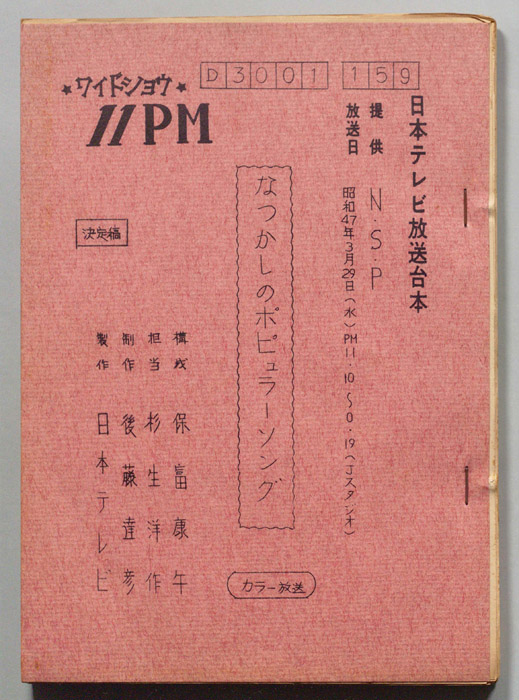 日本テレビ放送台本
提供 N・S・P
放送日 昭和47年3月29日(水)PM11・10〜0・19(Jスタジオ)
D3001 159
ワイドショウ
11PM
なつかしのポピュラーソング
決定稿
構成 保富康午
担当 杉生洋作
制作 後藤達彦
製作 日本テレビ
カラー放送